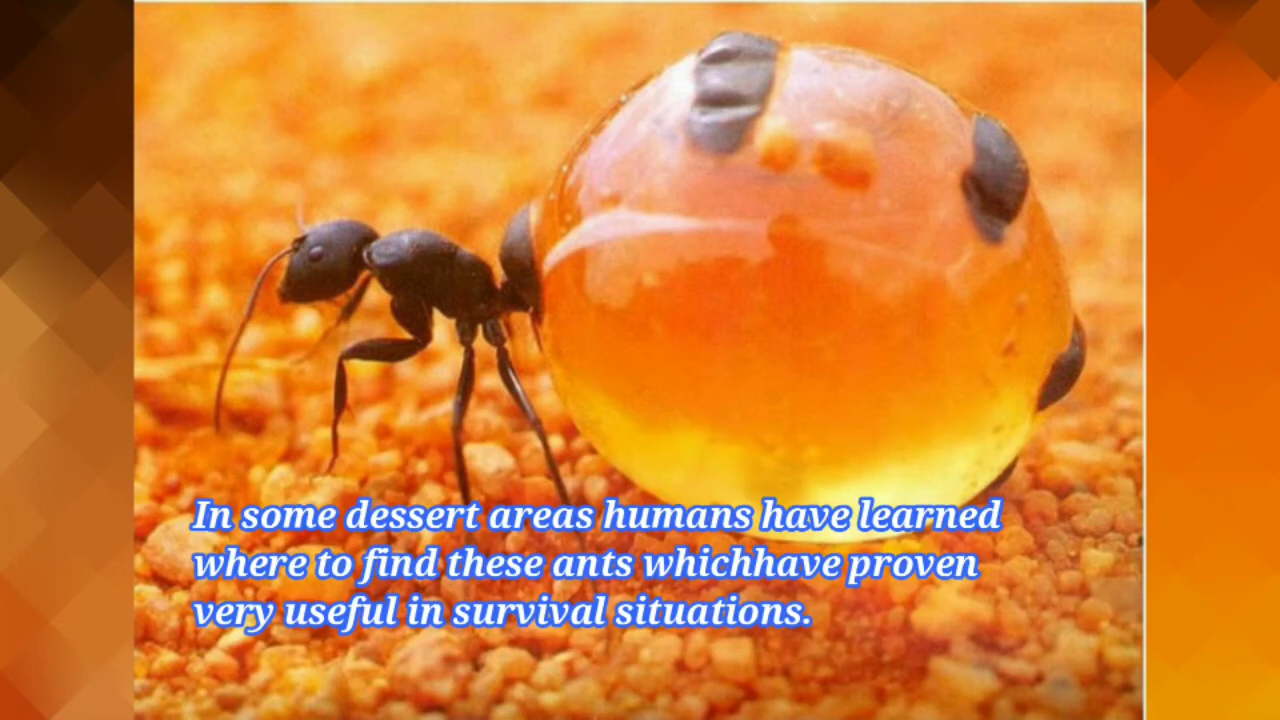 In some dessert areas humans have learned
where to find these ants whichhave proven
very useful in survival situations.